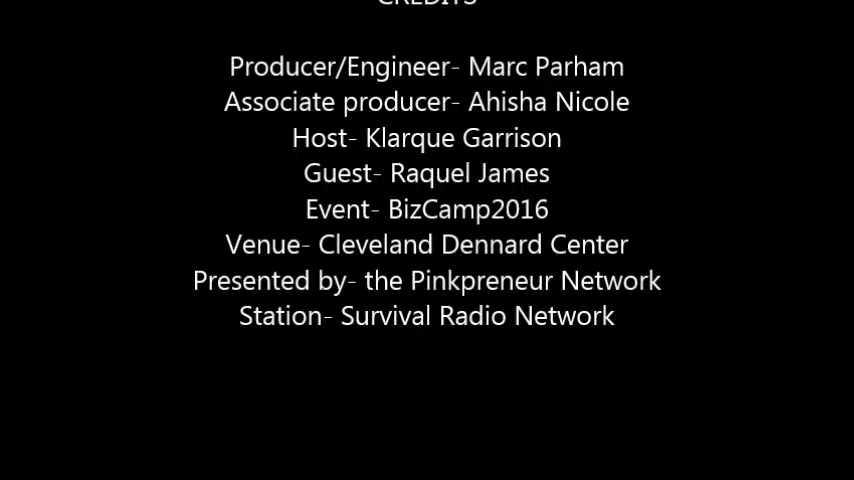 CREDITS
Producer/Engineer- Marc Parham
Associate producer- Ahisha Nicole
Host- Klarque Garrison
Guest- Raquel James
Event- BizCamp2016
Venue- Cleveland Dennard Center
Presented by- the Pinkpreneur Network
Station- Survival Radio Network